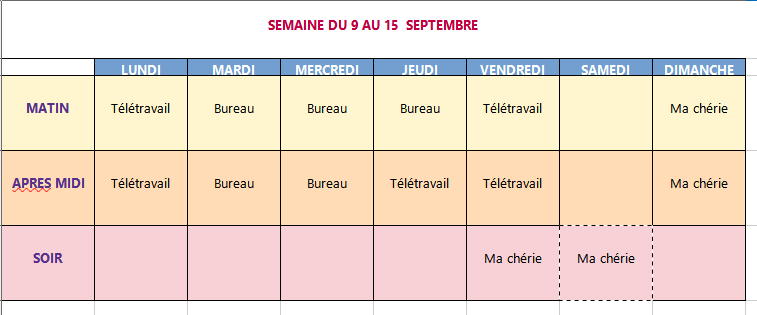 SEMAINE DU 9 AU 15 SEPTEMBRE
LUNDI MARDI MERCREDI JEUDI VENDREDI SAMEDI DIMANCHE
MATIN Télétravail Bureau Bureau Bureau Télétravail Ma chérie
APRES MIDI Télétravail Bureau Bureau Télétravail Télétravail Ma chérie
SOIR Ma chérie Ma chérie